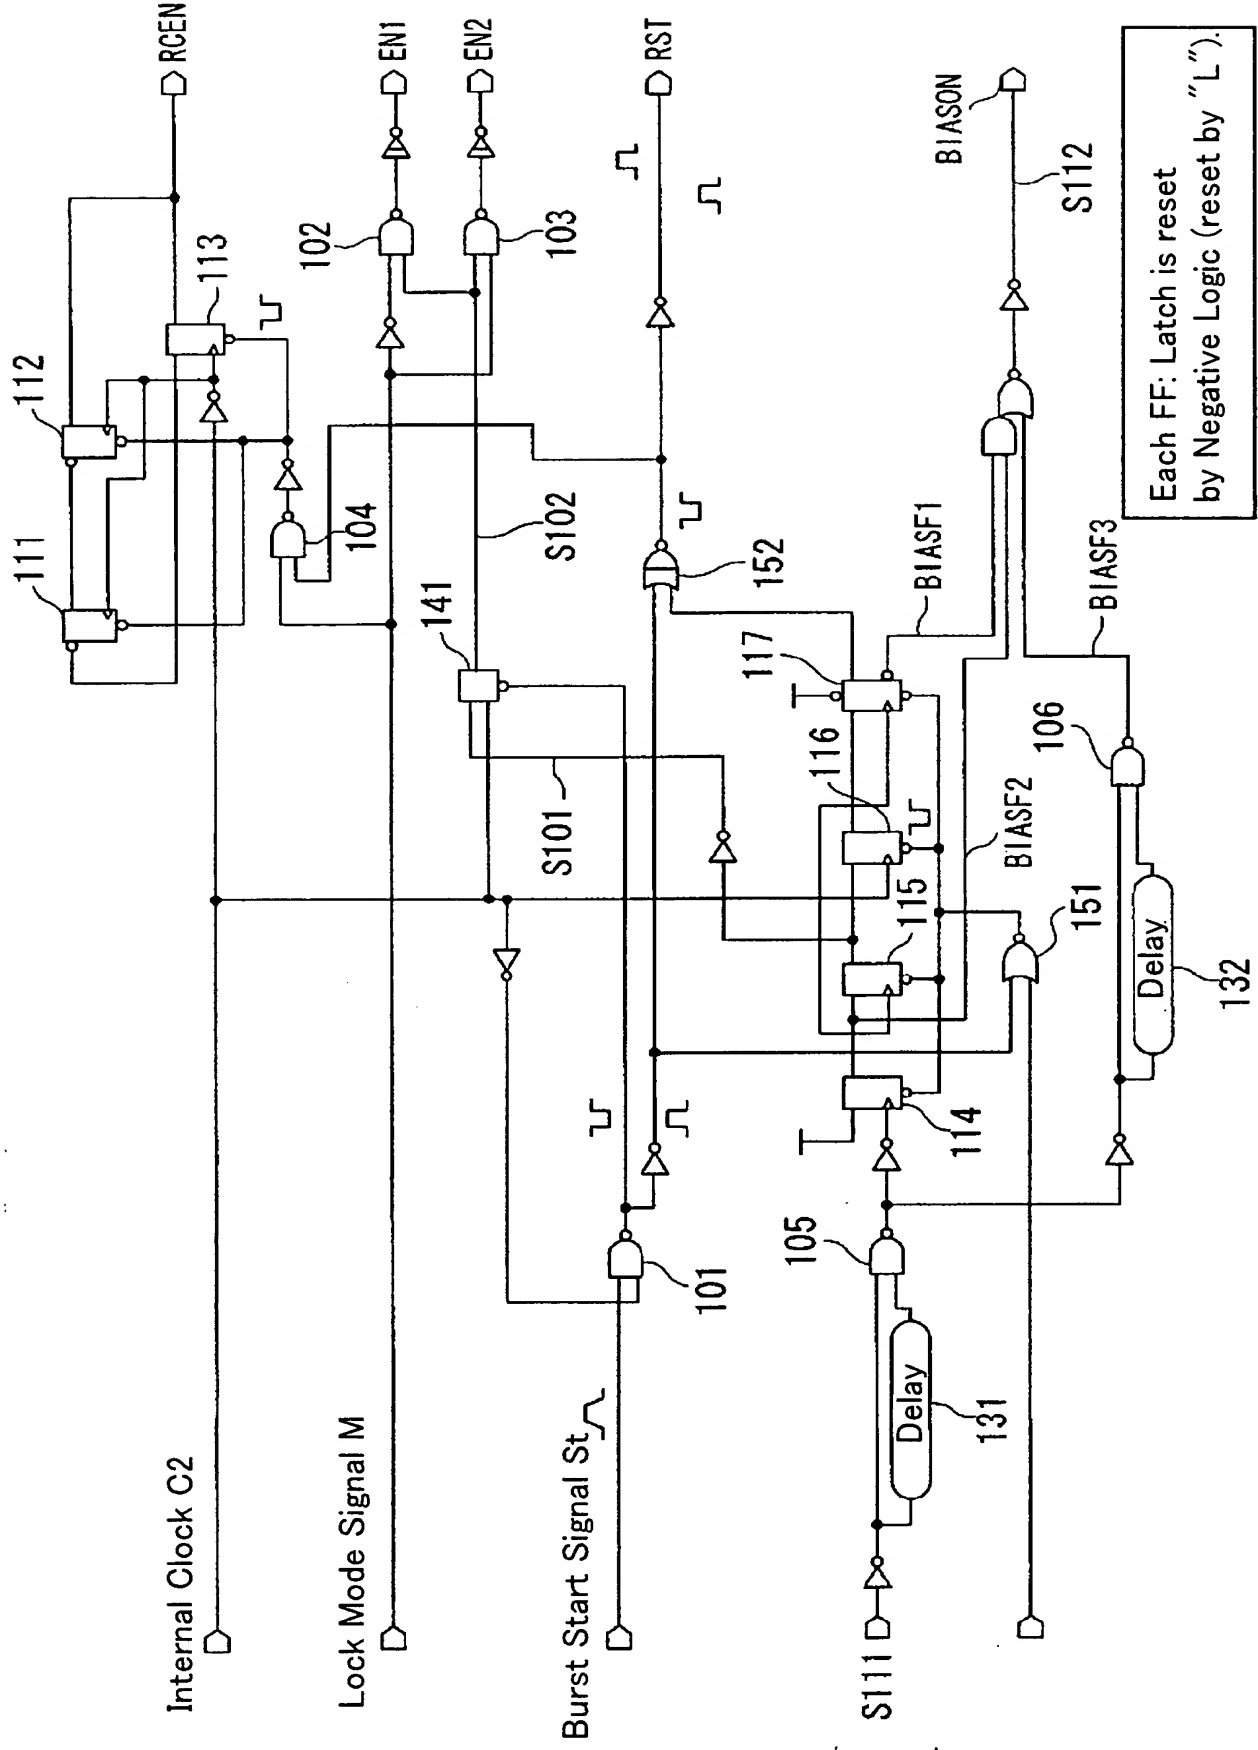 RCEN
EN1
EN2
RST
BIASON
S112
111
112
113
102
103
104
S102
141
152
117
BIASF1
116
S101
115
BIASF2
106
BIASF3
151
Delay
132
114
101
105
Delay
131
Internal Clock C2
Lock Mode Signal M
Burst Start Signal St
S111
Each FF: Latch is reset
by Negative Logic (reset by "L").